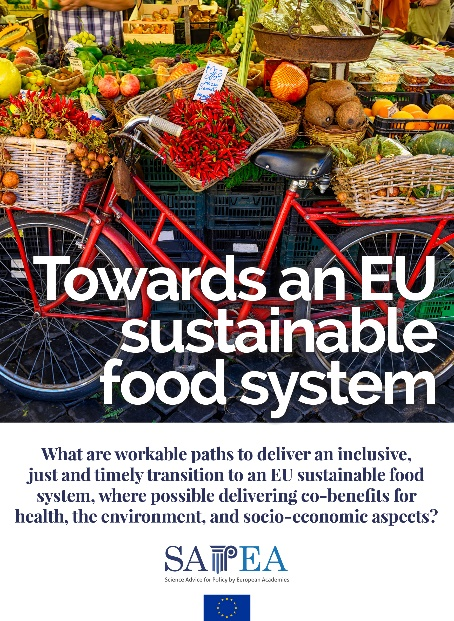 Towards an EU
sustainable
food system
What are workable paths to deliver an inclusive,
just and timely transition to an EU sustainable food
system, where possible delivering co-benefits for
health, the environment, and socio-economic aspects?
SAPEA
Science Advice for Policy by European Academies